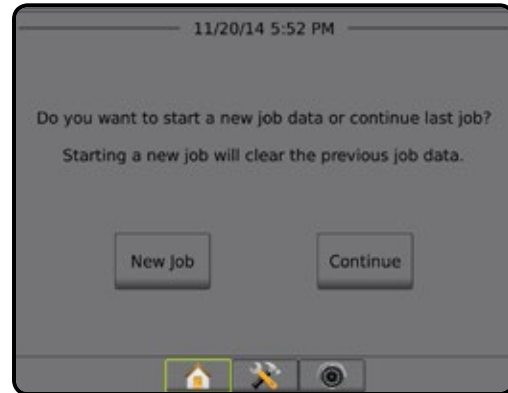 11/20/14 5:52 PM
Do you want to start a new job data or continue last job?
Starting a new job will clear the previous job data.
New Job
Continue